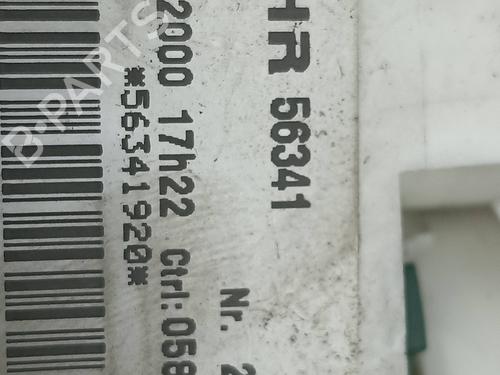 HR 56341
Nr. 2
2000 17h22 Ctrl:058
*56341920*
B-PARTS